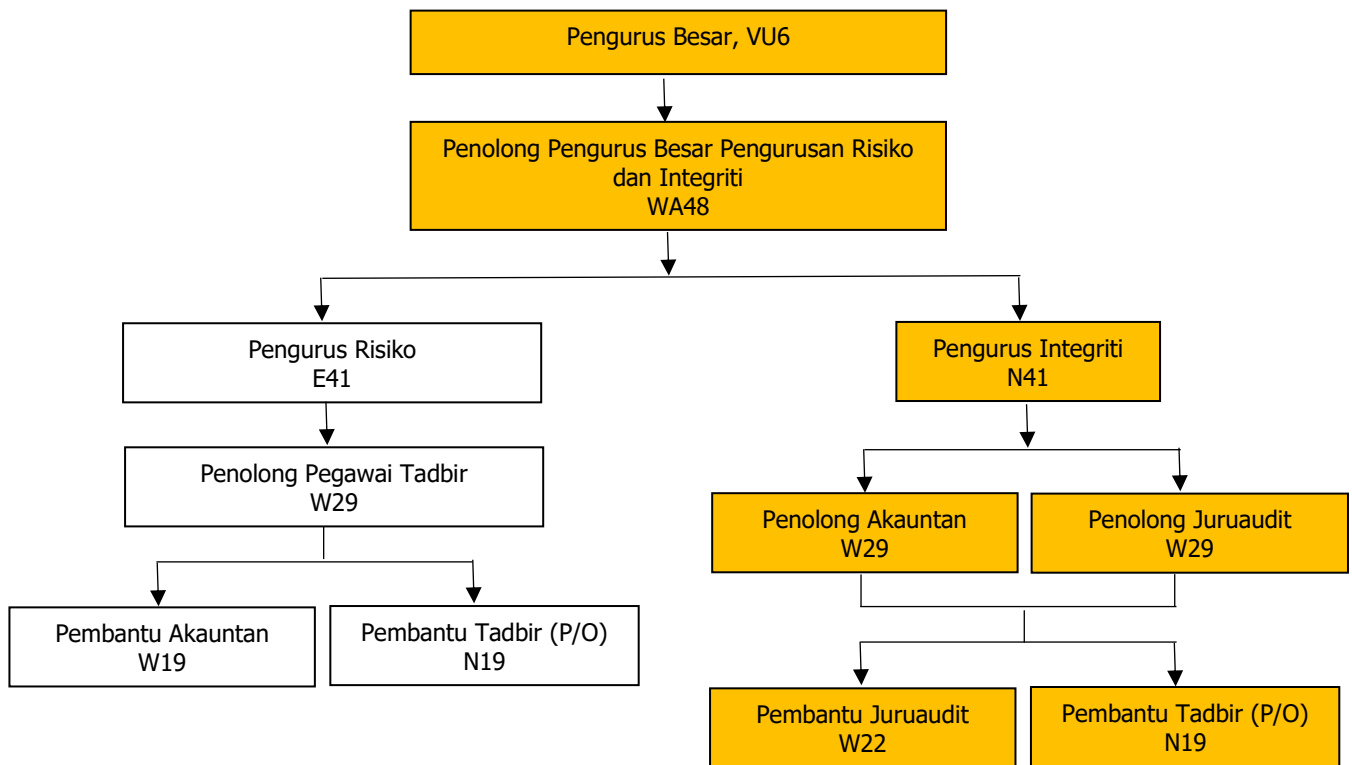 Pengurus Besar, VU6
Penolong Pengurus Besar Pengurusan Risiko
dan Integriti
WA48
Pengurus Risiko
E41
Pengurus Integriti
N41
Penolong Pegawai Tadbir
W29
Penolong Akauntan
W29
Penolong Juruaudit
W29
Pembantu Akauntan
W19
Pembantu Tadbir (P/O)
N19
Pembantu Juruaudit
W22
Pembantu Tadbir (P/O)
N19